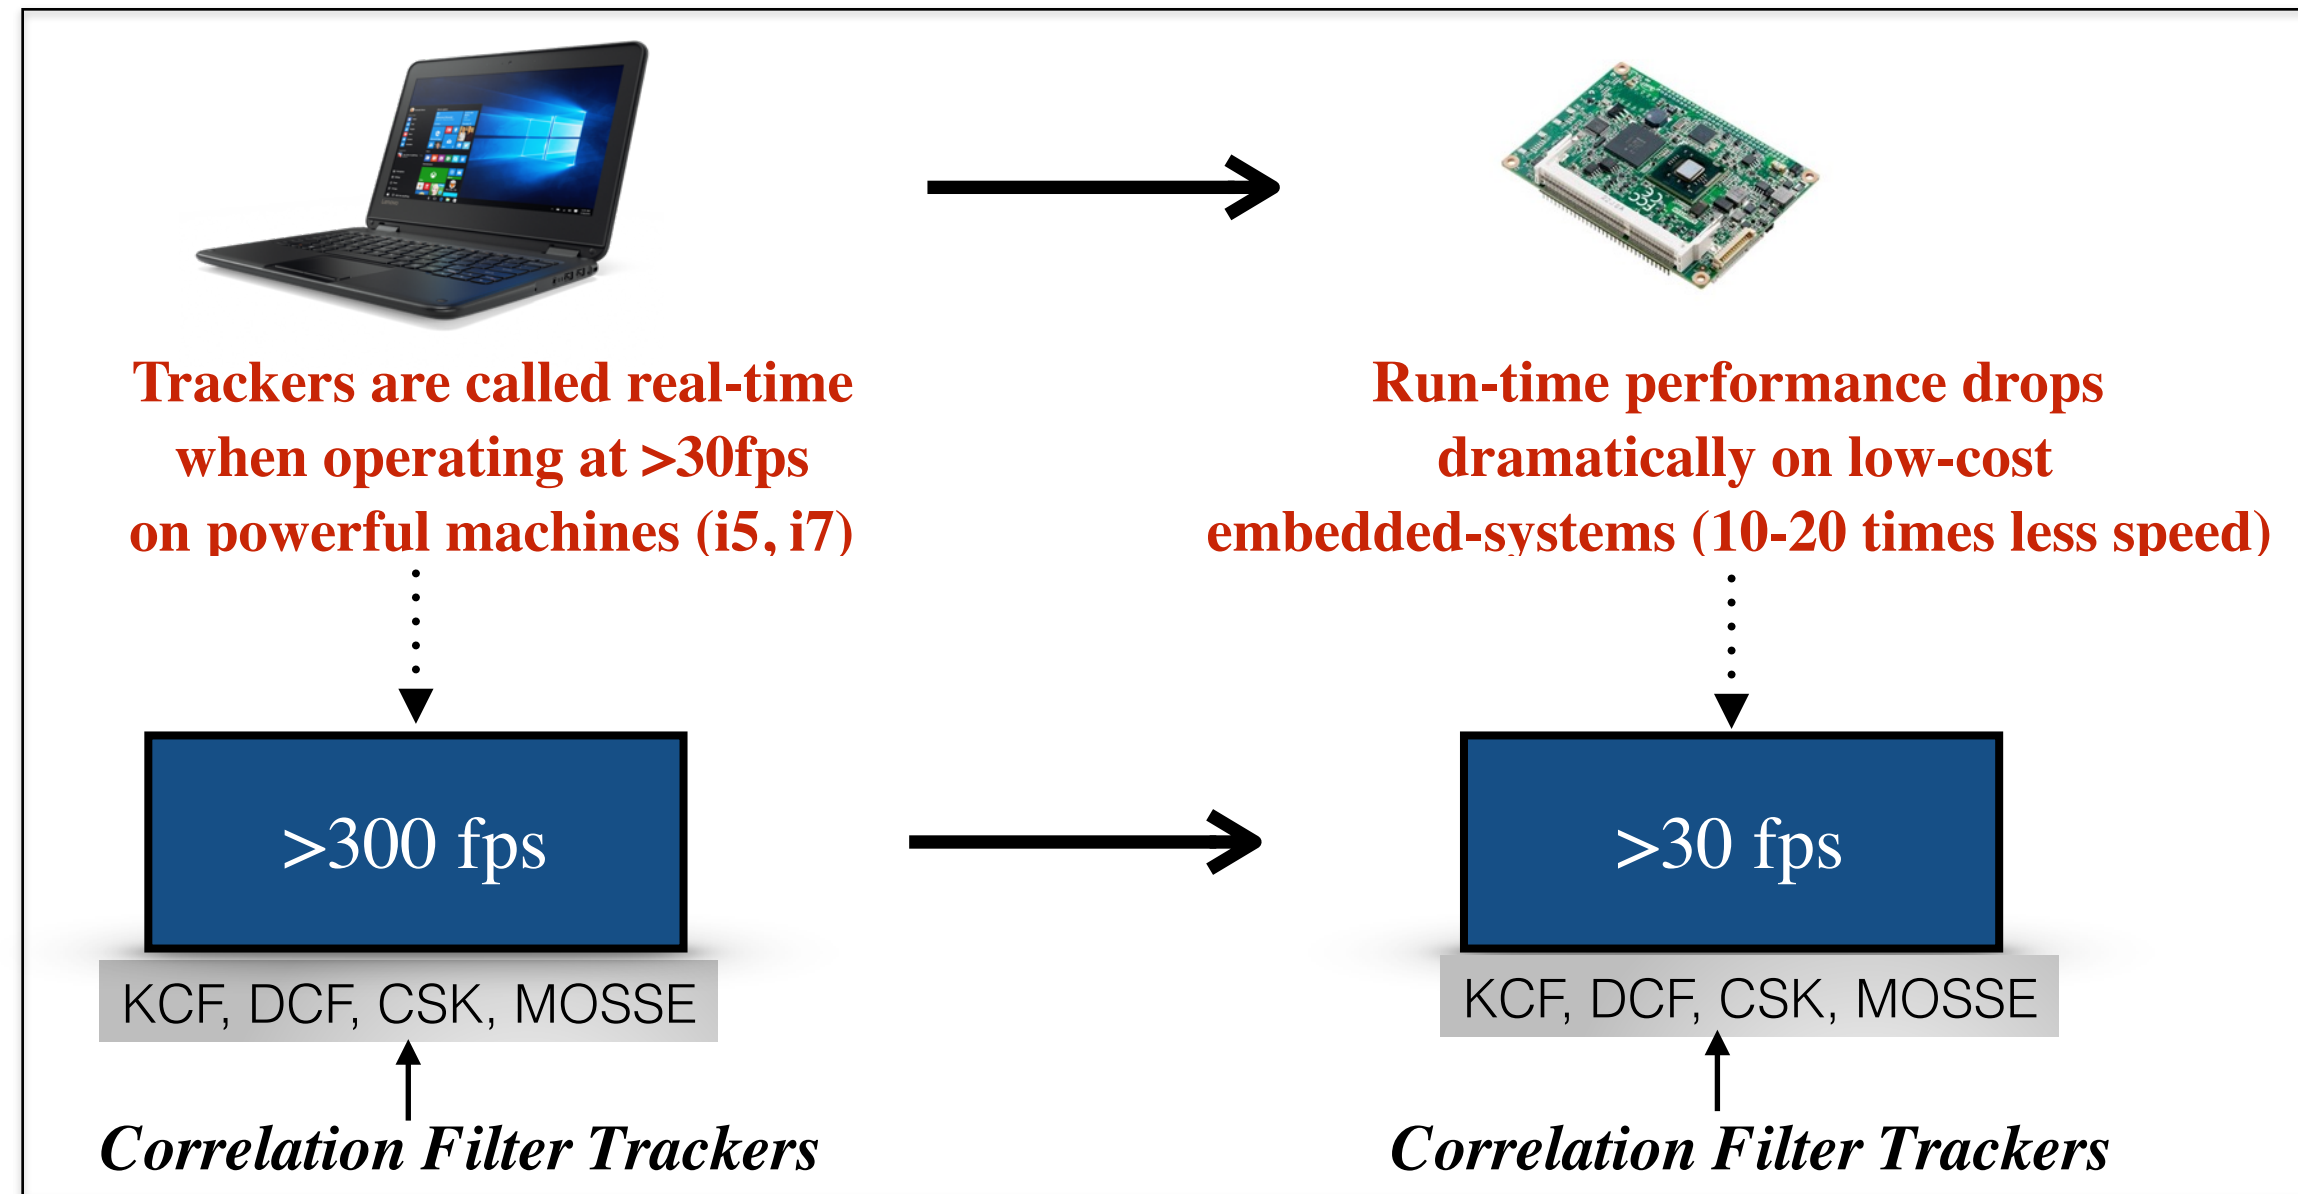 Trackers are called real-time
when operating at >30fps
on powerful machines (i5, i7)
Run-time performance drops
dramatically on low-cost
embedded-systems (10-20 times less speed)
>300 fps
>30 fps
KCF, DCF, CSK, MOSSE
KCF, DCF, CSK, MOSSE
Correlation Filter Trackers
Correlation Filter Trackers